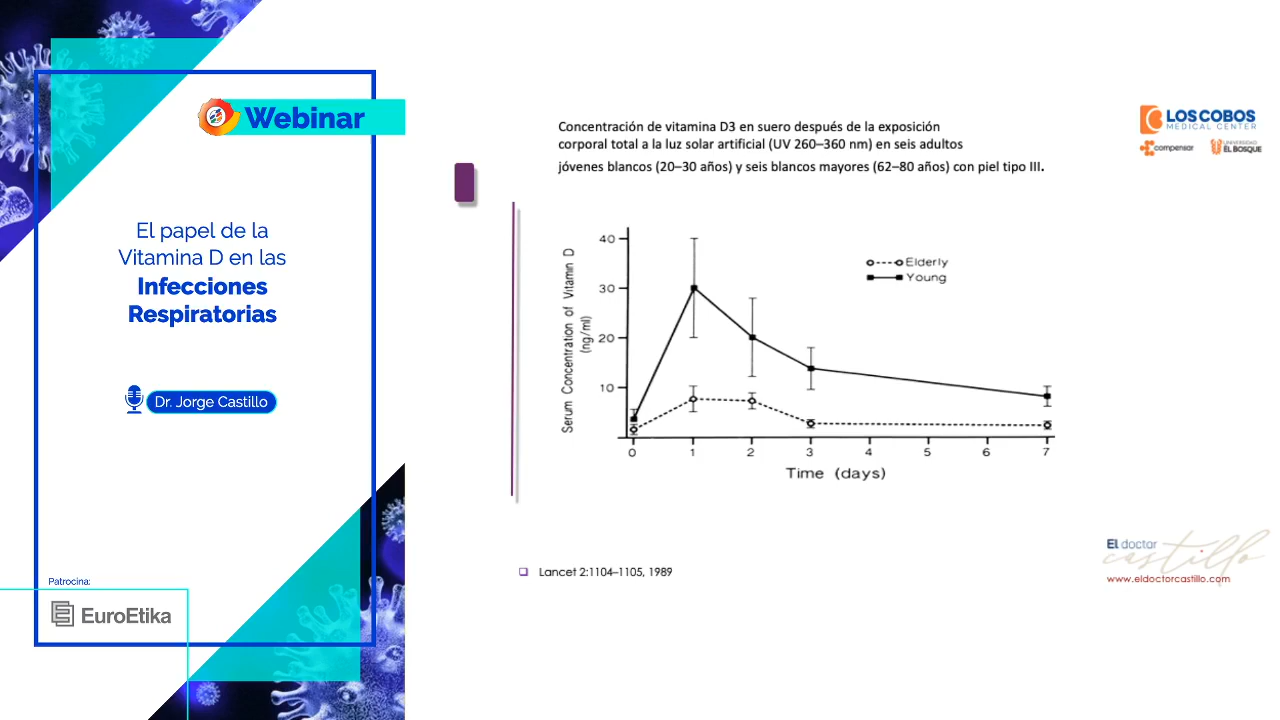 Webinar
El papel de la
Vitamina D en las
Infecciones
Respiratorias
Dr. Jorge Castillo
Patrocina:
EuroEtika
Concentración de vitamina D3 en suero después de la exposición
corporal total a la luz solar artificial (UV 260–360 nm) en seis adultos
jóvenes blancos (20–30 años) y seis blancos mayores (62–80 años) con piel tipo III.
LOS COBOS
MEDICAL CENTER
compensar
UNIVERSIDAD
EL BOSQUE
Serum Concentration of Vitamin D
(ng/ml)
40
30
20
10
Elderly
Young
0 1 2 3 4 5 6 7
Time (days)
Lancet 2:1104–1105, 1989
El doctor
castillo
www.eldoctorcastillo.com